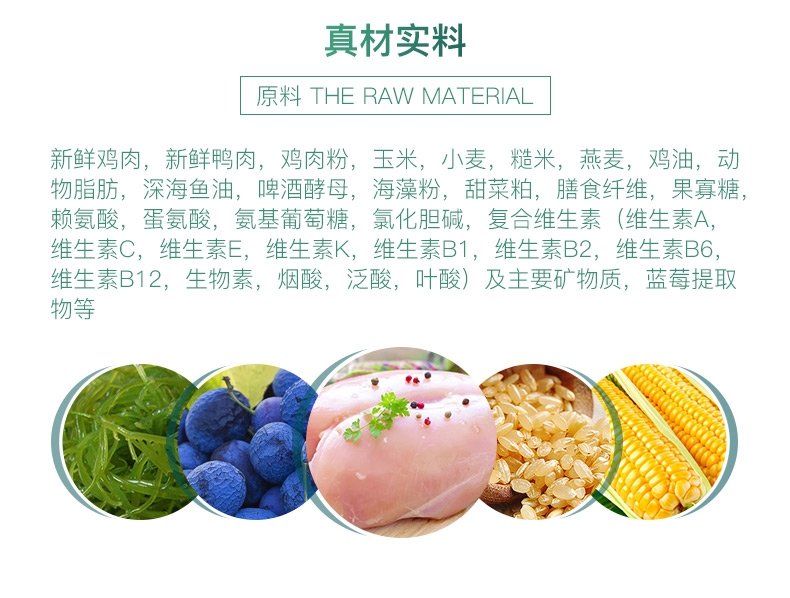 真材实料
原料 THE RAW MATERIAL
新鲜鸡肉，新鲜鸭肉，鸡肉粉，玉米，小麦，糙米，燕麦，鸡油，动
物脂肪，深海鱼油，啤酒酵母，海藻粉，甜菜粕，膳食纤维，果寡糖，
赖氨酸，蛋氨酸，氨基葡萄糖，氯化胆碱，复合维生素（维生素A，
维生素C，维生素E，维生素K，维生素B1，维生素B2，维生素B6，
维生素B12，生物素，烟酸，泛酸，叶酸）及主要矿物质，蓝莓提取
物等